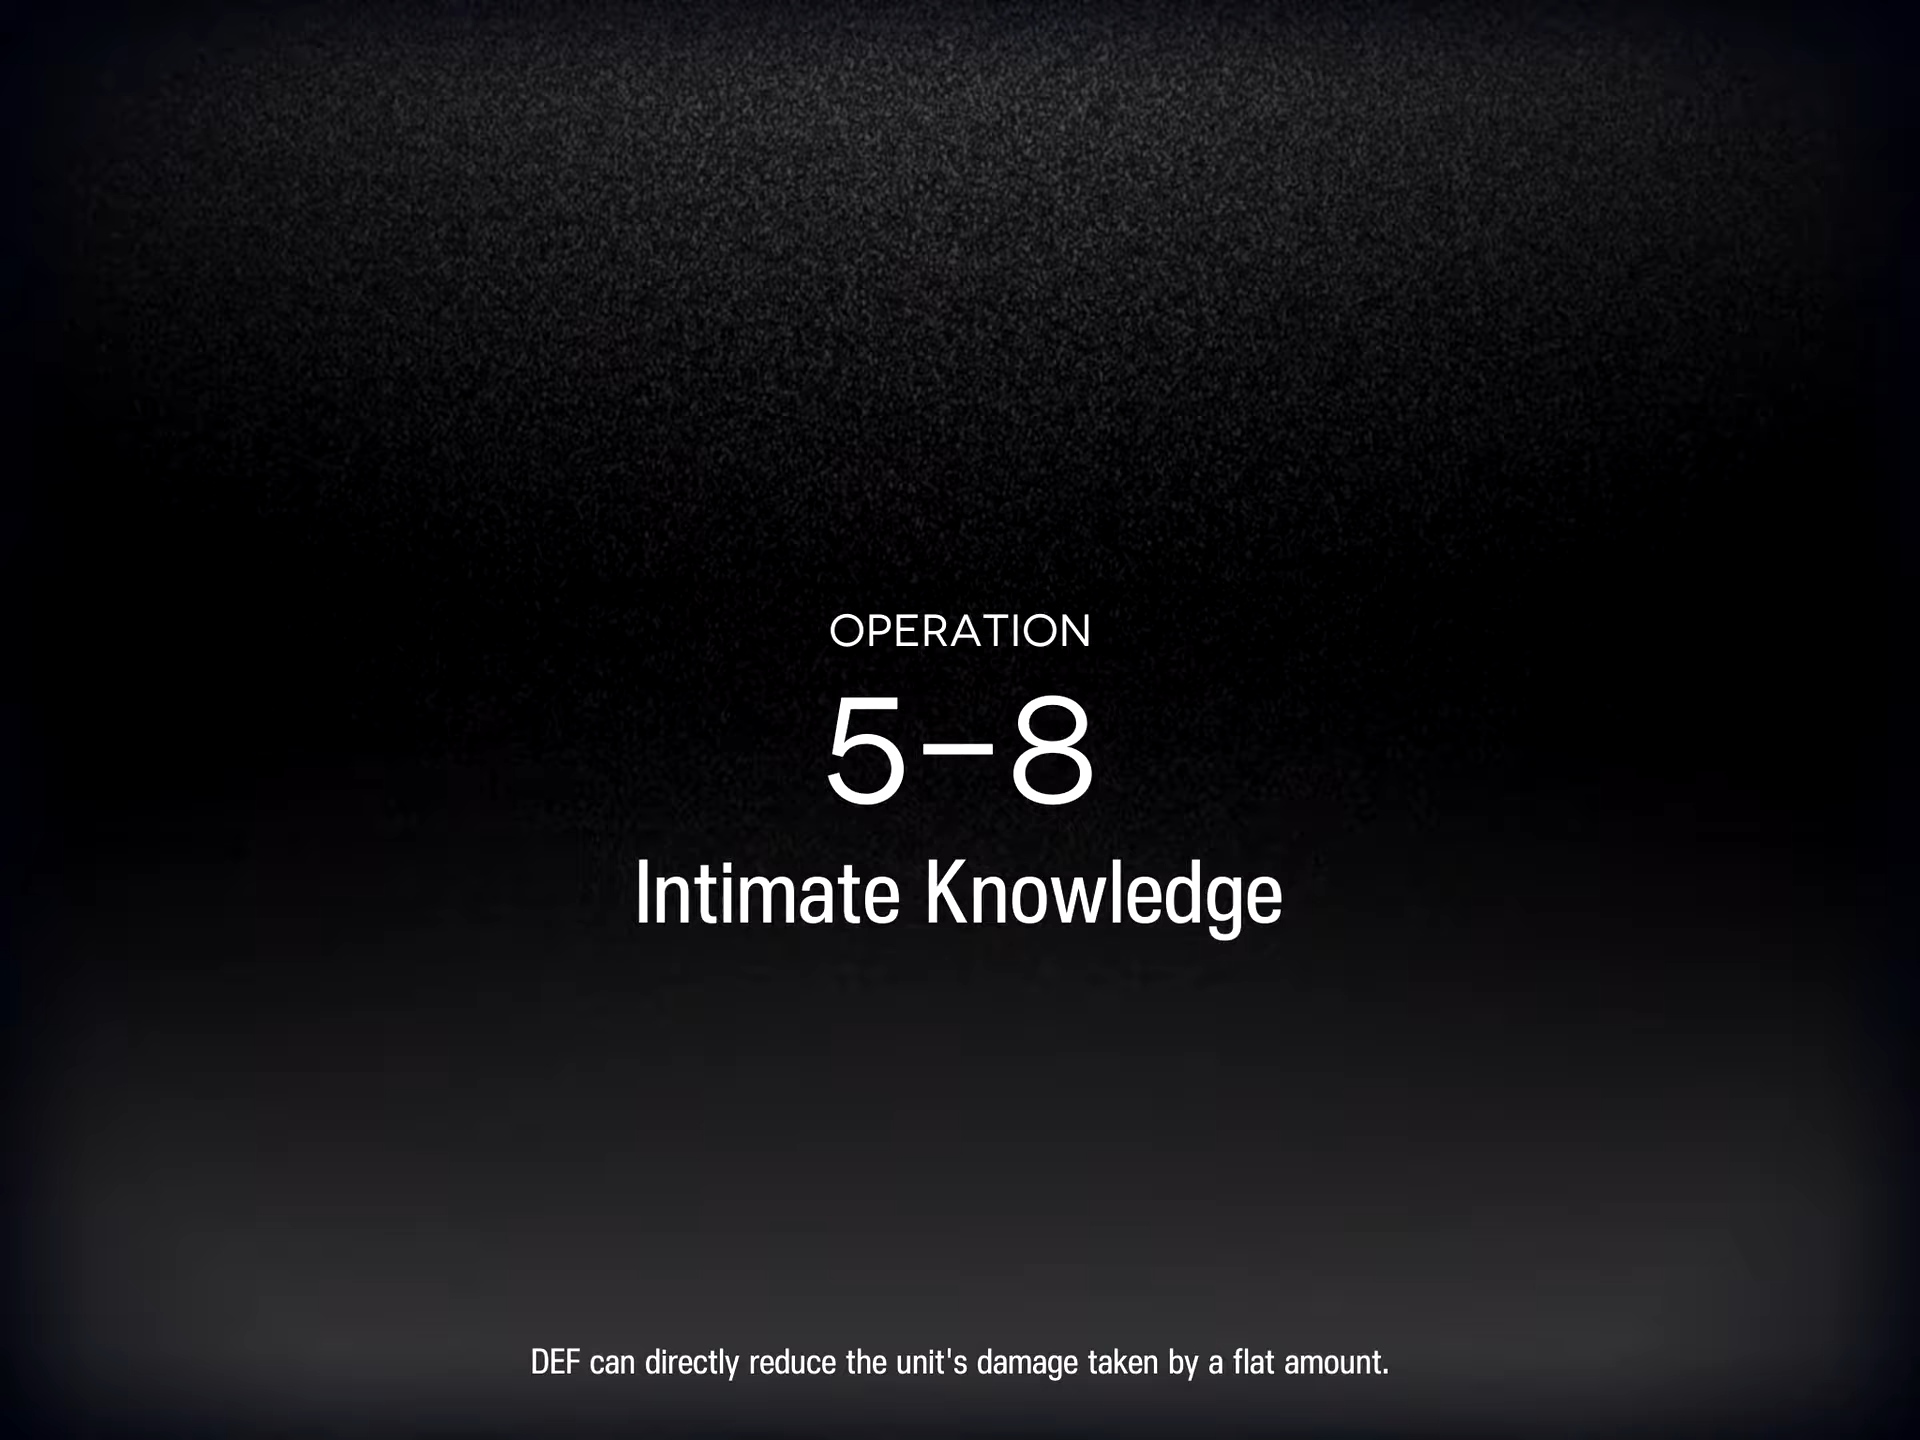 OPERATION
5–8
Intimate Knowledge
DEF can directly reduce the unit's damage taken by a flat amount.